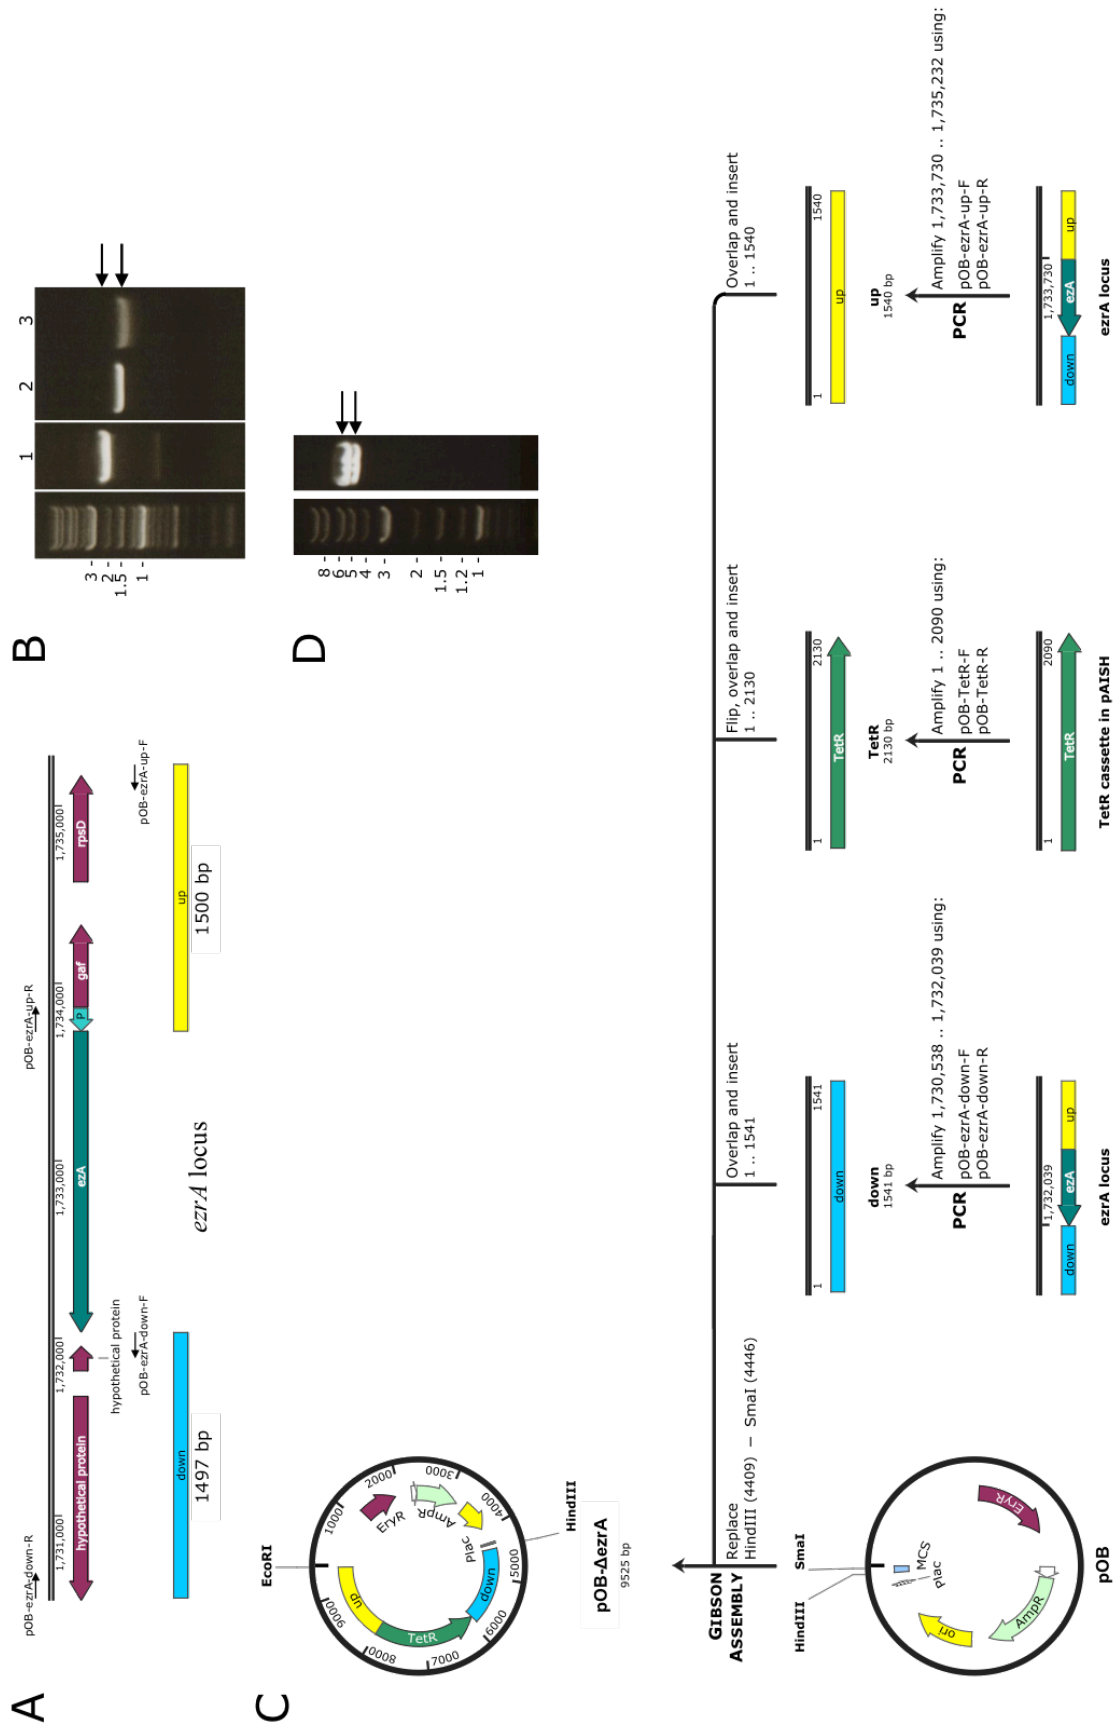 A
pOB-ezrA-down-R
pOB-ezrA-up-R
1,731,000
1,732,000
1,733,000
1,734,000
1,735,000
hypothetical protein
ezA
P
gaf
rpsD
hypothetical protein
pOB-ezrA-down-F
pOB-ezrA-up-F
down
up
1497 bp
1500 bp
ezrA locus
B
1
2
3
3 -
2 -
1.5 -
1 -
C
EcoRI
1000
2000
3000
4000
5000
6000
7000
8000
9000
EryR
AmpR
Plac
up
TetR
down
HindIII
pOB-ΔezrA
9525 bp
D
8 -
6 -
5 -
4 -
3 -
2 -
1.5 -
1.2 -
1 -
GIBSON
ASSEMBLY
Replace
HindIII (4409) – SmaI (4446)
Overlap and insert
1 .. 1541
Flip, overlap and insert
1 .. 2130
Overlap and insert
1 .. 1540
1
1541
down
down
1541 bp
1
2130
TetR
TetR
2130 bp
1
1540
up
up
1540 bp
PCR
Amplify 1,730,538 .. 1,732,039 using:
pOB-ezrA-down-F
pOB-ezrA-down-R
PCR
Amplify 1 .. 2090 using:
pOB-TetR-F
pOB-TetR-R
PCR
Amplify 1,733,730 .. 1,735,232 using:
pOB-ezrA-up-F
pOB-ezrA-up-R
HindIII
SmaI
MCS
Plac
ori
AmpR
EryR
pOB
1,732,039
down
ezA
up
ezrA locus
1
2090
TetR
TetR cassette in pAISH
1,733,730
down
ezA
up
ezrA locus